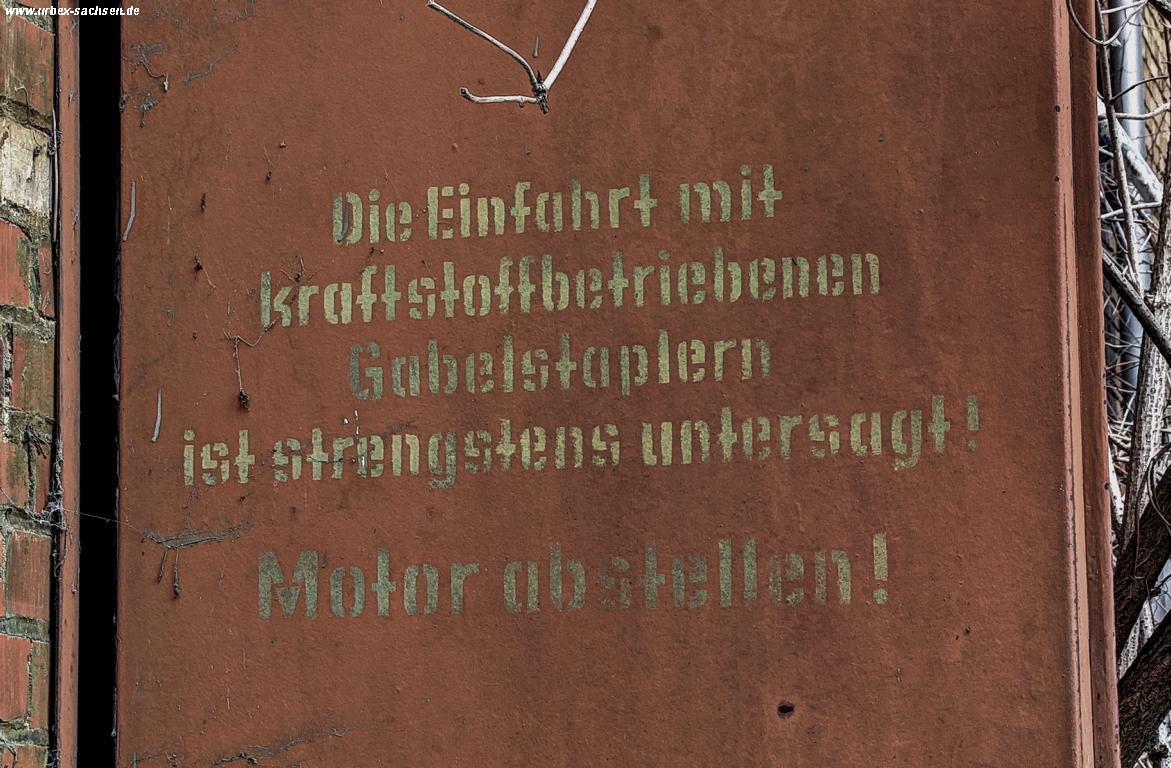 www.urbex-sachsen.de
Die Einfahrt mit
kraftstoffbetriebenen
Gabelstaplern
ist strengstens untersagt!
Motor abstellen!